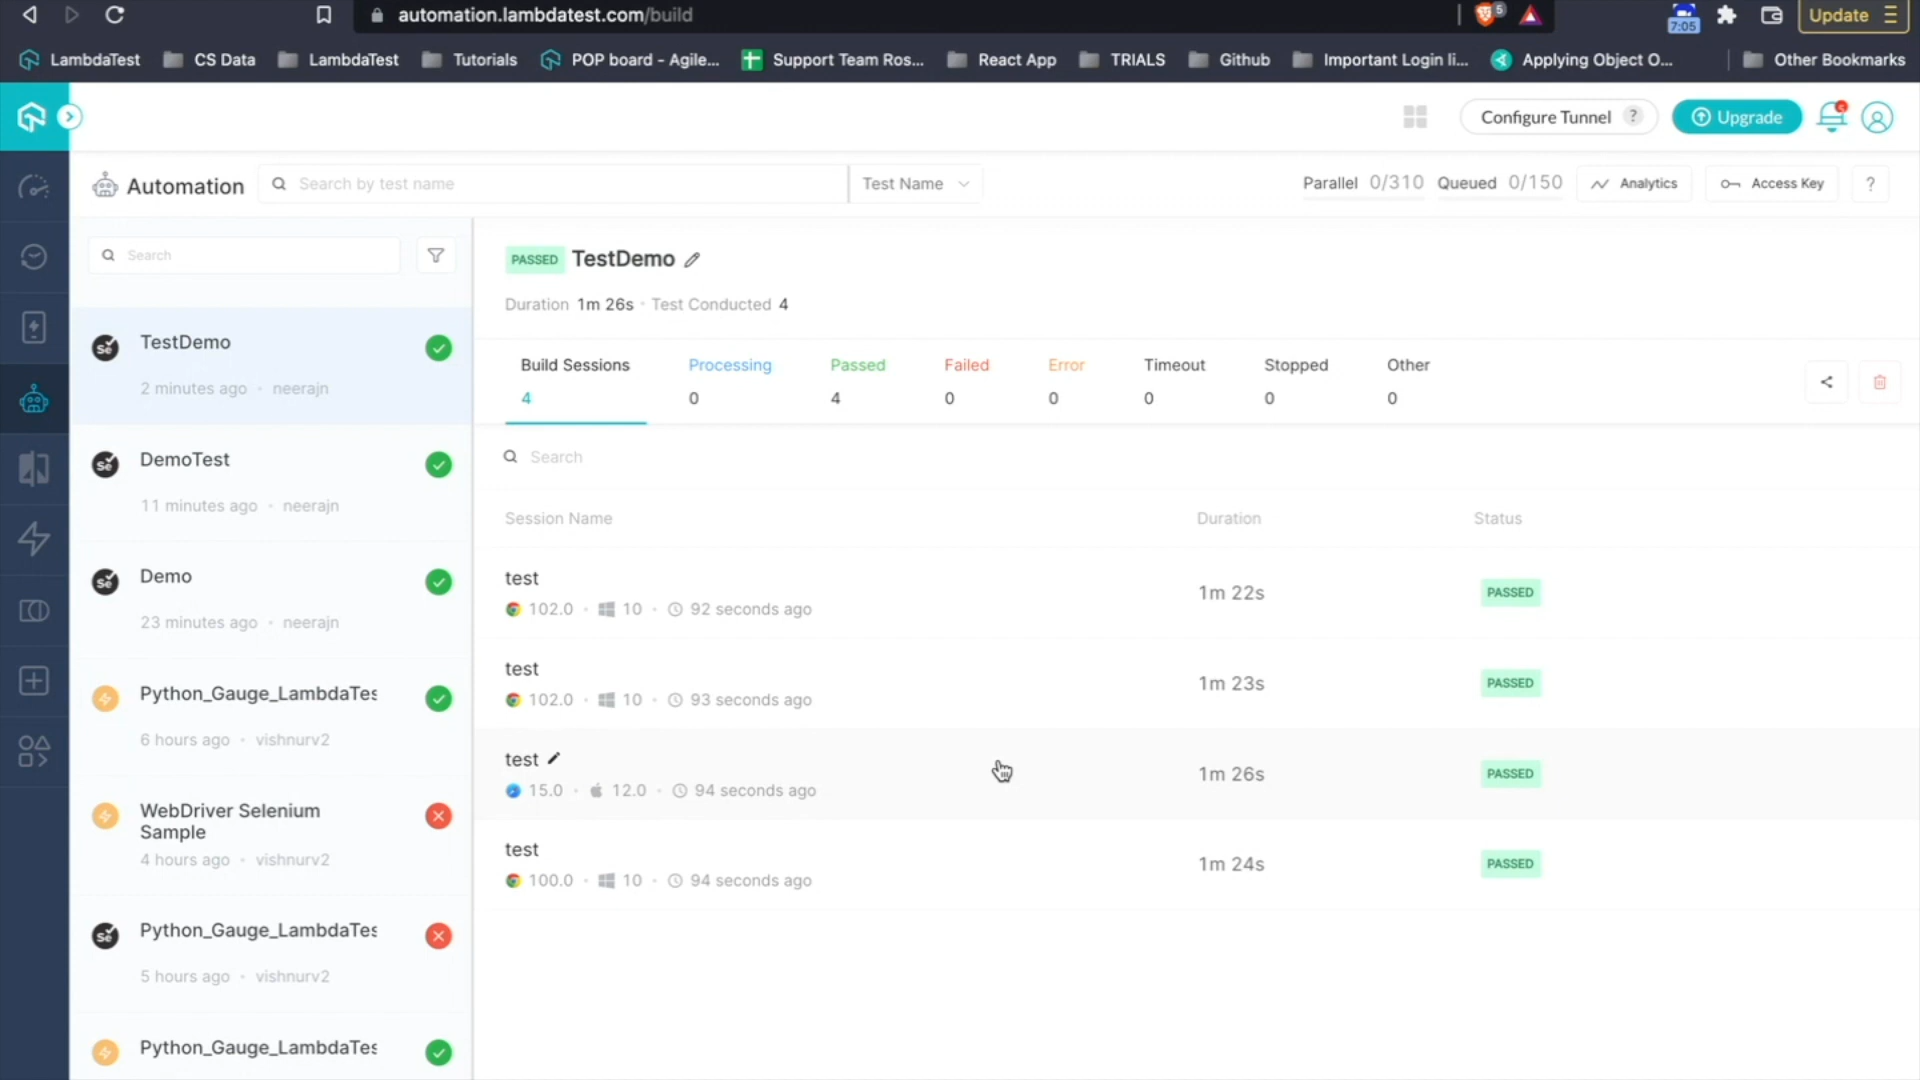 automation.lambdatest.com/build
5
7:05
Update
LambdaTest
CS Data
LambdaTest
Tutorials
POP board - Agile...
Support Team Ros...
React App
TRIALS
Github
Important Login li...
Applying Object O...
Other Bookmarks
Configure Tunnel ?
Upgrade
Automation
Search by test name
Test Name
Parallel 0/310
Queued 0/150
Analytics
Access Key
?
Search
TestDemo
2 minutes ago · neerajn
DemoTest
11 minutes ago · neerajn
Demo
23 minutes ago · neerajn
Python_Gauge_LambdaTes
6 hours ago · vishnurv2
WebDriver Selenium
Sample
4 hours ago · vishnurv2
Python_Gauge_LambdaTes
5 hours ago · vishnurv2
Python_Gauge_LambdaTes
PASSED TestDemo
Duration 1m 26s · Test Conducted 4
Build Sessions Processing Passed Failed Error Timeout Stopped Other
4 0 4 0 0 0 0 0
Search
Session Name Duration Status
test
102.0 · 10 · 92 seconds ago
1m 22s
PASSED
test
102.0 · 10 · 93 seconds ago
1m 23s
PASSED
test
15.0 · 12.0 · 94 seconds ago
1m 26s
PASSED
test
100.0 · 10 · 94 seconds ago
1m 24s
PASSED